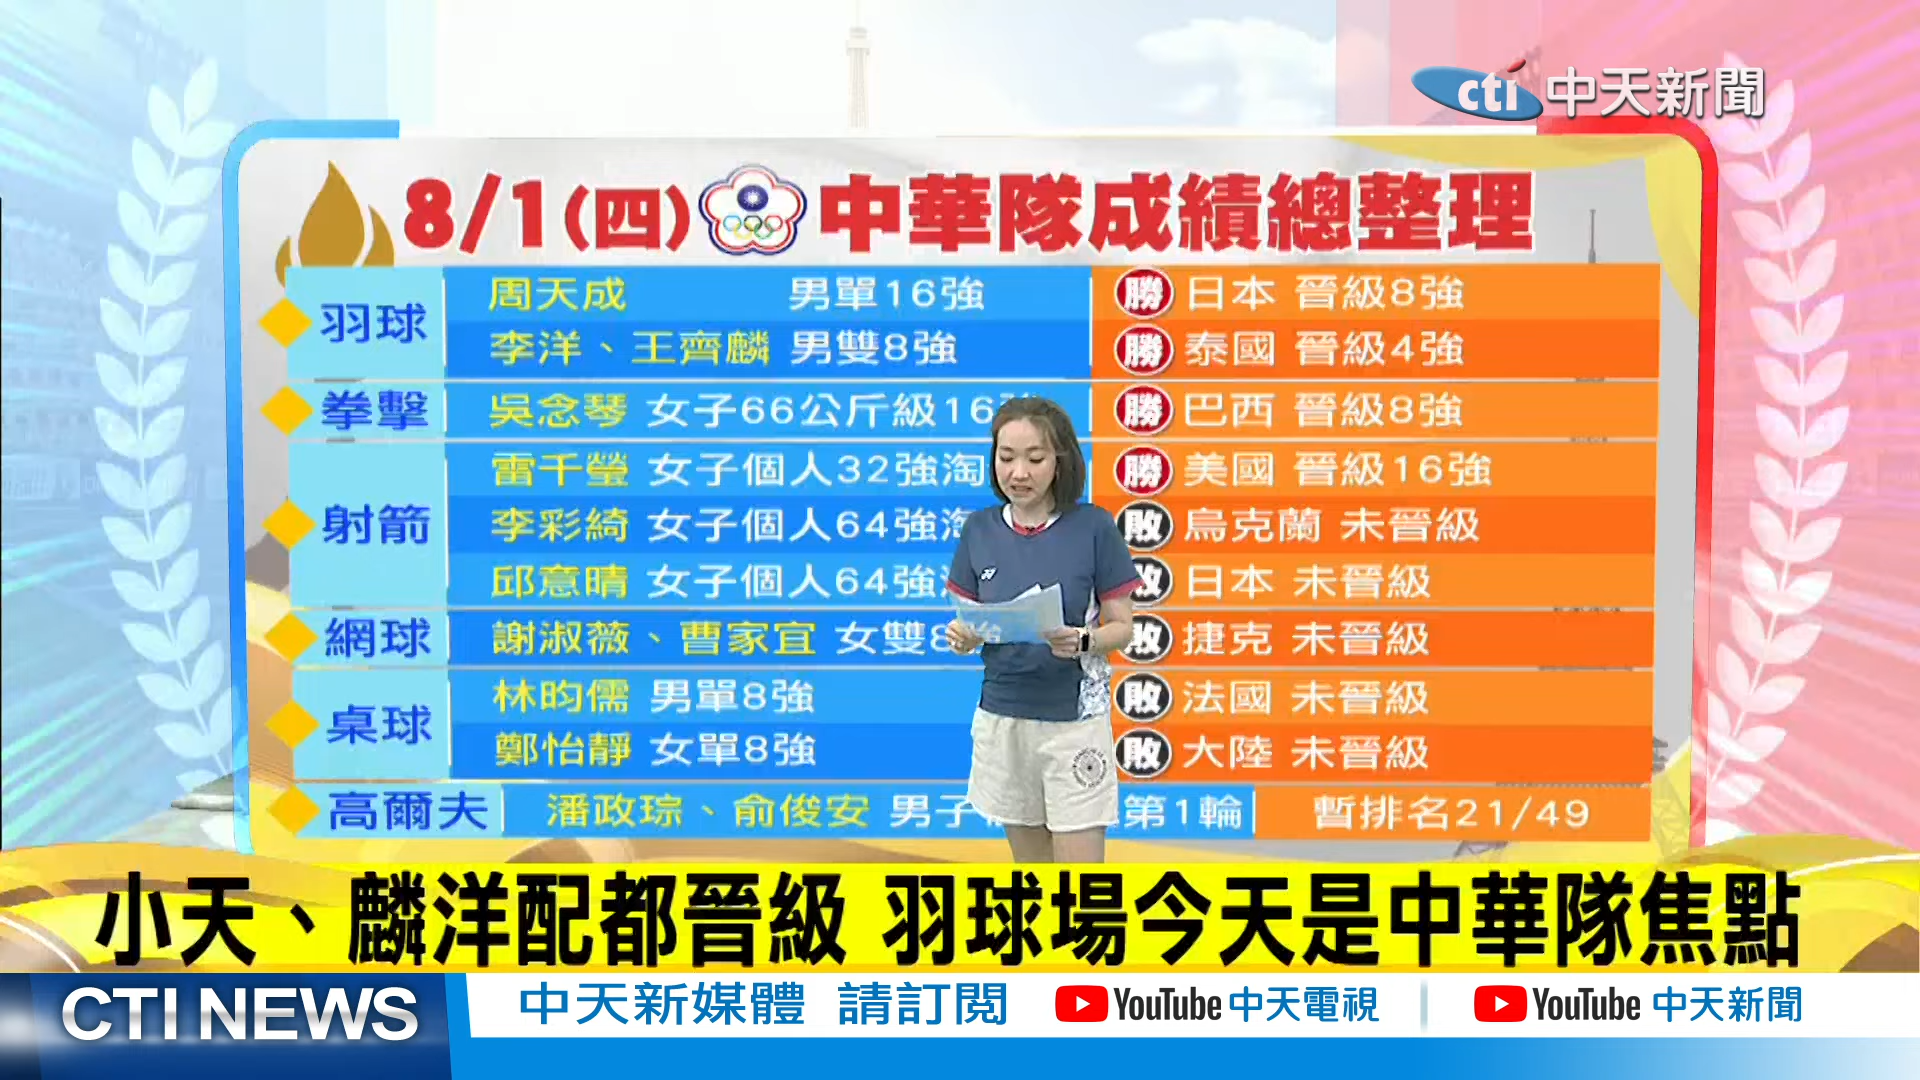 cti 中天新聞
8/1(四) 中華隊成績總整理
羽球 周天成 男單16強 勝 日本 晉級8強
李洋、王齊麟 男雙8強 勝 泰國 晉級4強
拳擊 吳念琴 女子66公斤級16強 勝 巴西 晉級8強
射箭 雷千瑩 女子個人32強淘 勝 美國 晉級16強
李彩綺 女子個人64強 敗 烏克蘭 未晉級
邱意晴 女子個人64強 敗 日本 未晉級
網球 謝淑薇、曹家宜 女雙8強 敗 捷克 未晉級
桌球 林昀儒 男單8強 敗 法國 未晉級
鄭怡靜 女單8強 敗 大陸 未晉級
高爾夫 潘政琮、俞俊安 男子 第1輪 暫排名21/49
小天、麟洋配都晉級 羽球場今天是中華隊焦點
CTI NEWS 中天新媒體 請訂閱 YouTube 中天電視 YouTube 中天新聞